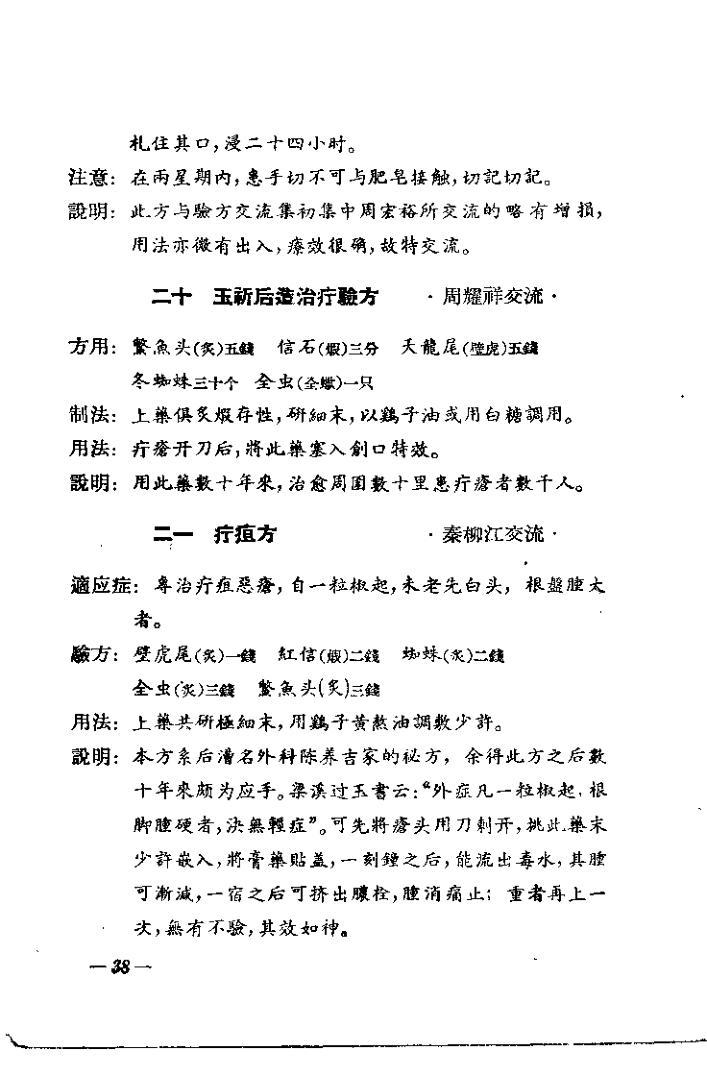 札住其口，浸二十四小时。
注意：在兩星期內，患手切不可与肥皂接触，切記切記。
說明：此方与驗方交流集初集中周宏裕所交流的略有增損，
用法亦微有出入，療效很确，故特交流。
二十　玉祈后造治疔驗方　·周耀祥交流·
方用：鱉魚头(炙)五錢　信石(煅)三分　天龍尾(壁虎)五錢
冬蜘蛛三十个　全虫(全蠍)一只
制法：上藥俱炙煅存性，研細末，以鷄子油或用白糖調用。
用法：疔瘡开刀后，將此藥塞入創口特效。
說明：用此藥數十年來，治愈周圍數十里患疔瘡者數千人。
二一　疔疽方　·秦柳江交流·
適应症：專治疔疽惡瘡，自一粒椒起，未老先白头，根盤腫大
者。
驗方：壁虎尾(炙)一錢　紅信(煅)二錢　蜘蛛(炙)二錢
全虫(炙)三錢　鱉魚头(炙)三錢
用法：上藥共研極細末，用鷄子黃熬油調敷少許。
說明：本方系后漕名外科陈养吉家的秘方，余得此方之后數
十年來颇为应手。梁溪过玉書云：“外症凡一粒椒起，根
脚腫硬者，决無輕症”。可先將瘡头用刀刺开，挑此藥末
少許嵌入，將膏藥貼盖，一刻鐘之后，能流出毒水，其腫
可漸減，一宿之后可挤出膿栓，腫消痛止；重者再上一
次，無有不驗，其效如神。
—38—